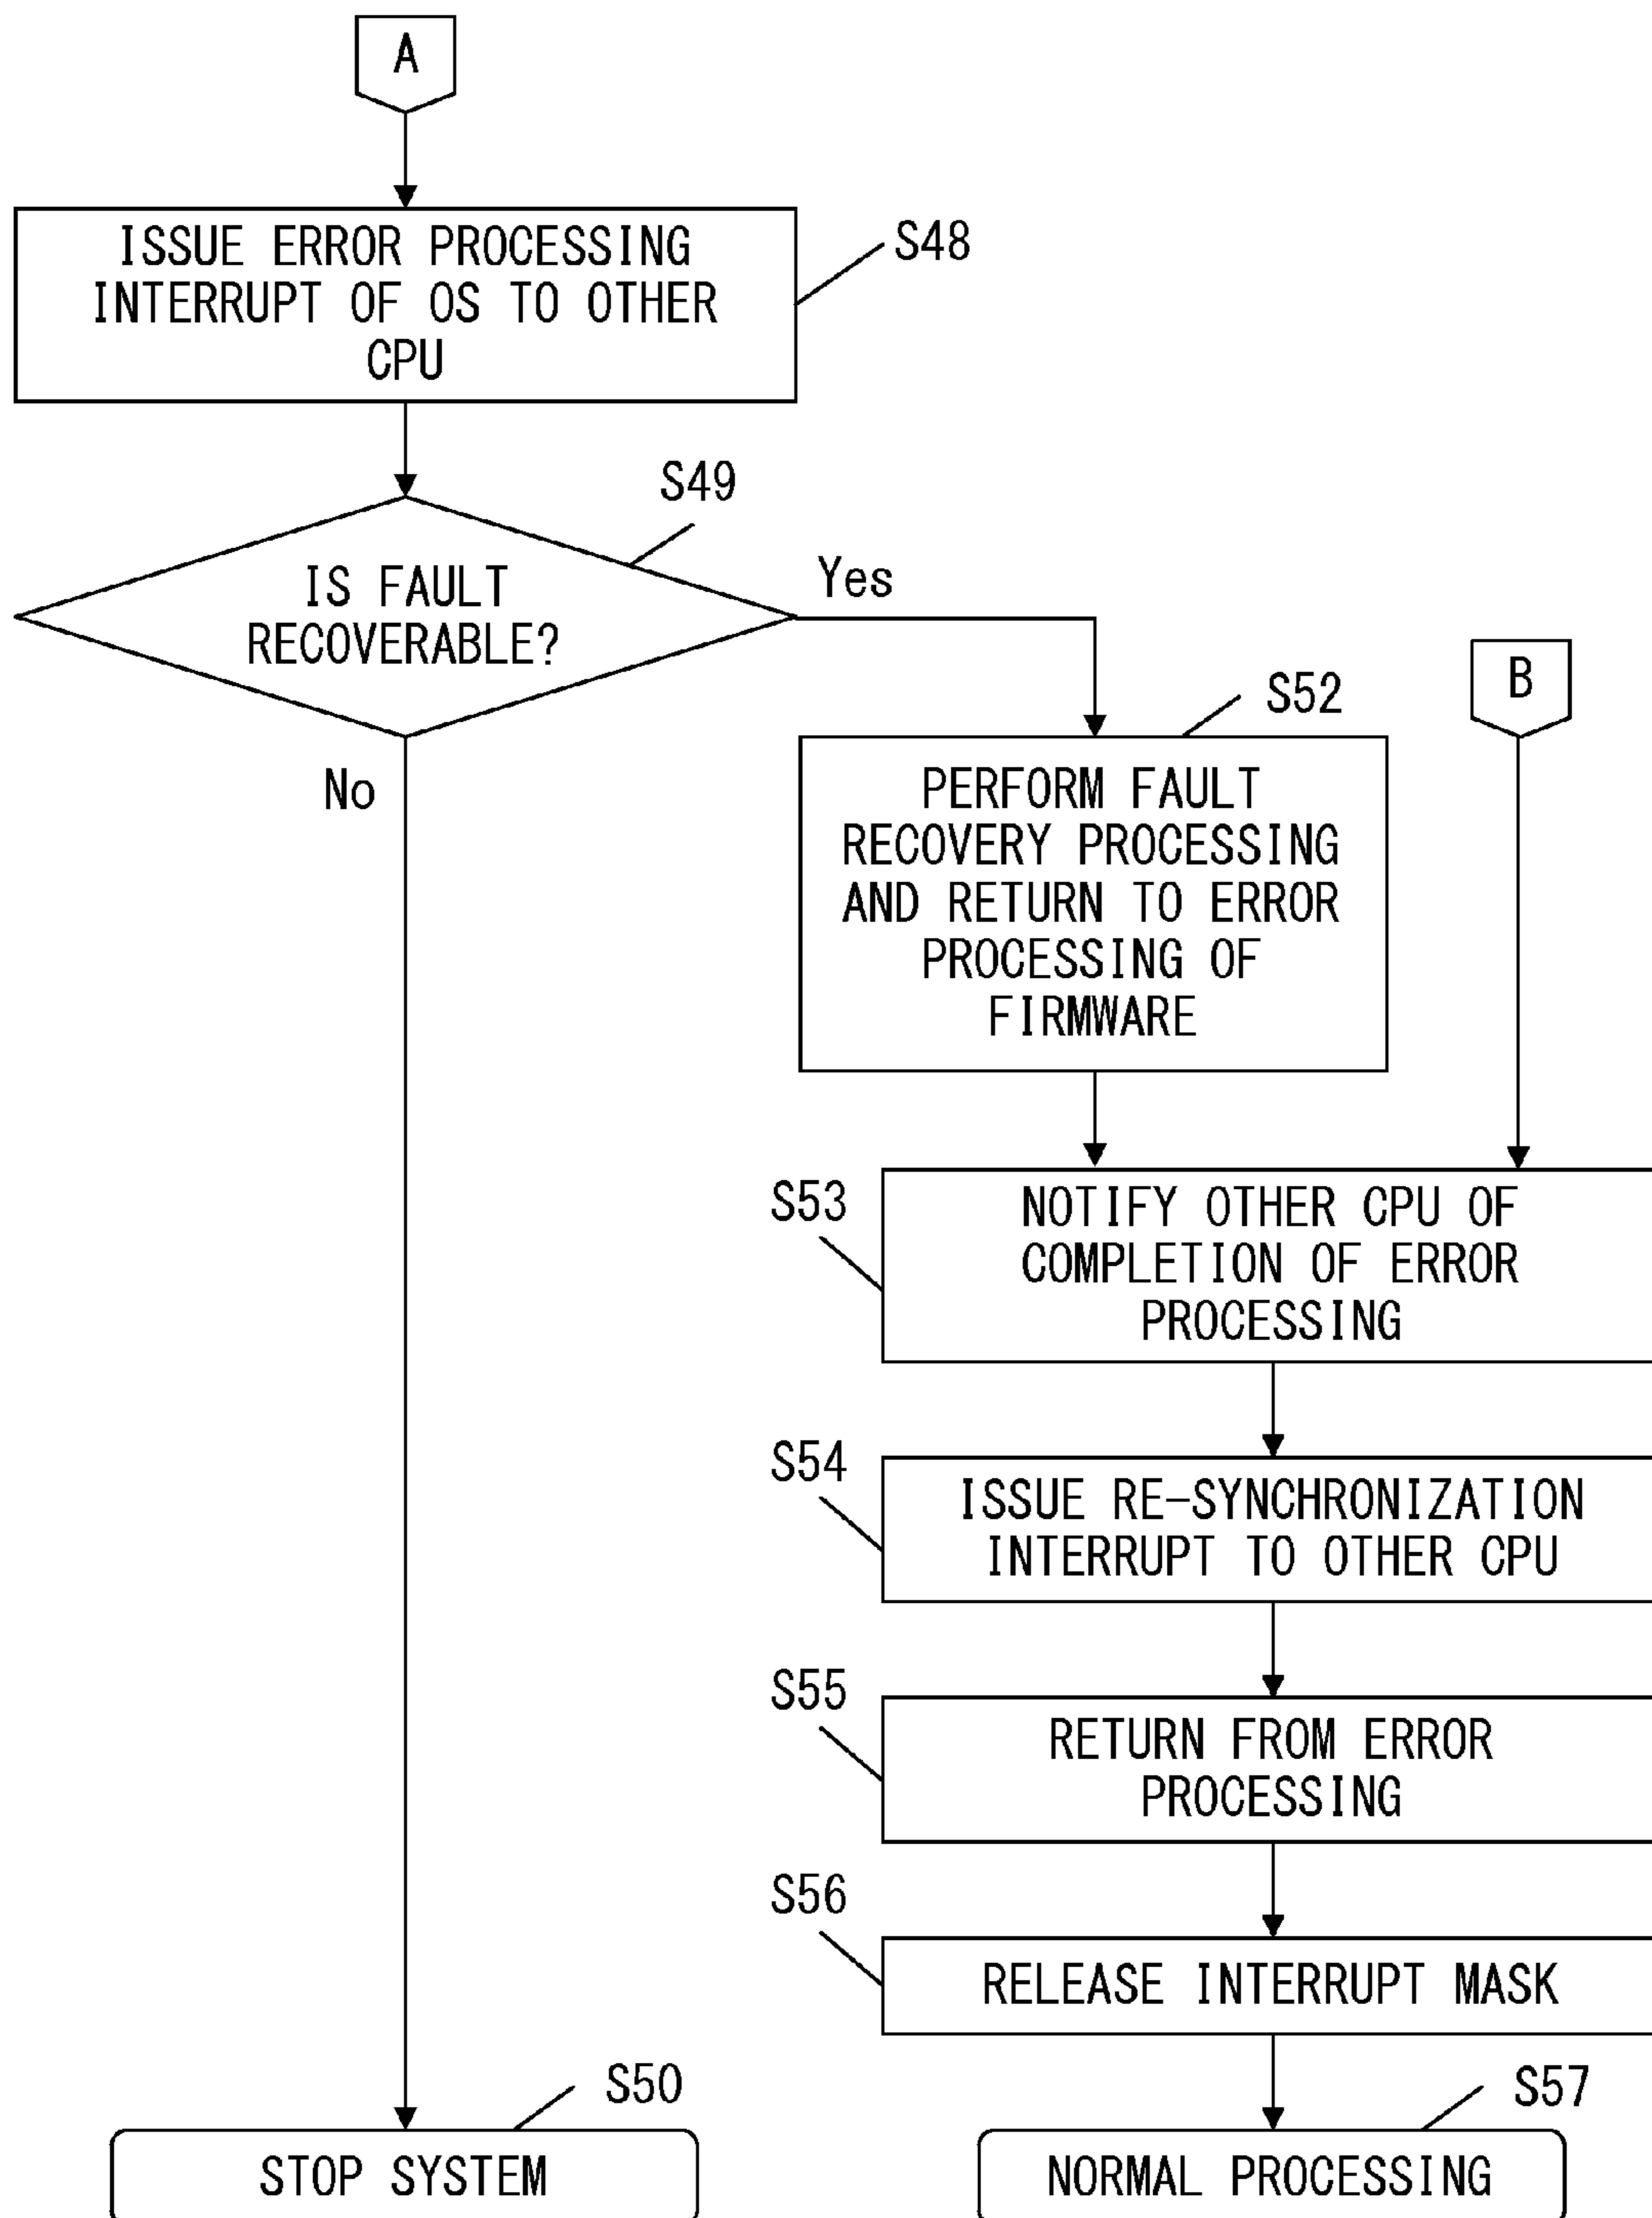 A
ISSUE ERROR PROCESSING
INTERRUPT OF OS TO OTHER
CPU
S48
S49
IS FAULT
RECOVERABLE?
Yes
No
B
S52
PERFORM FAULT
RECOVERY PROCESSING
AND RETURN TO ERROR
PROCESSING OF
FIRMWARE
S53
NOTIFY OTHER CPU OF
COMPLETION OF ERROR
PROCESSING
S54
ISSUE RE-SYNCHRONIZATION
INTERRUPT TO OTHER CPU
S55
RETURN FROM ERROR
PROCESSING
S56
RELEASE INTERRUPT MASK
S50
STOP SYSTEM
S57
NORMAL PROCESSING